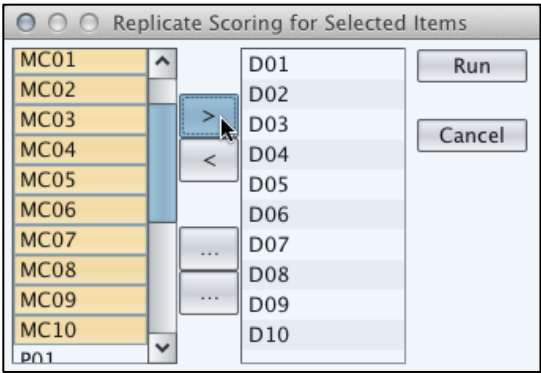 Replicate Scoring for Selected Items
MC01
MC02
MC03
MC04
MC05
MC06
MC07
MC08
MC09
MC10
P01
>
<
...
...
D01
D02
D03
D04
D05
D06
D07
D08
D09
D10
Run
Cancel